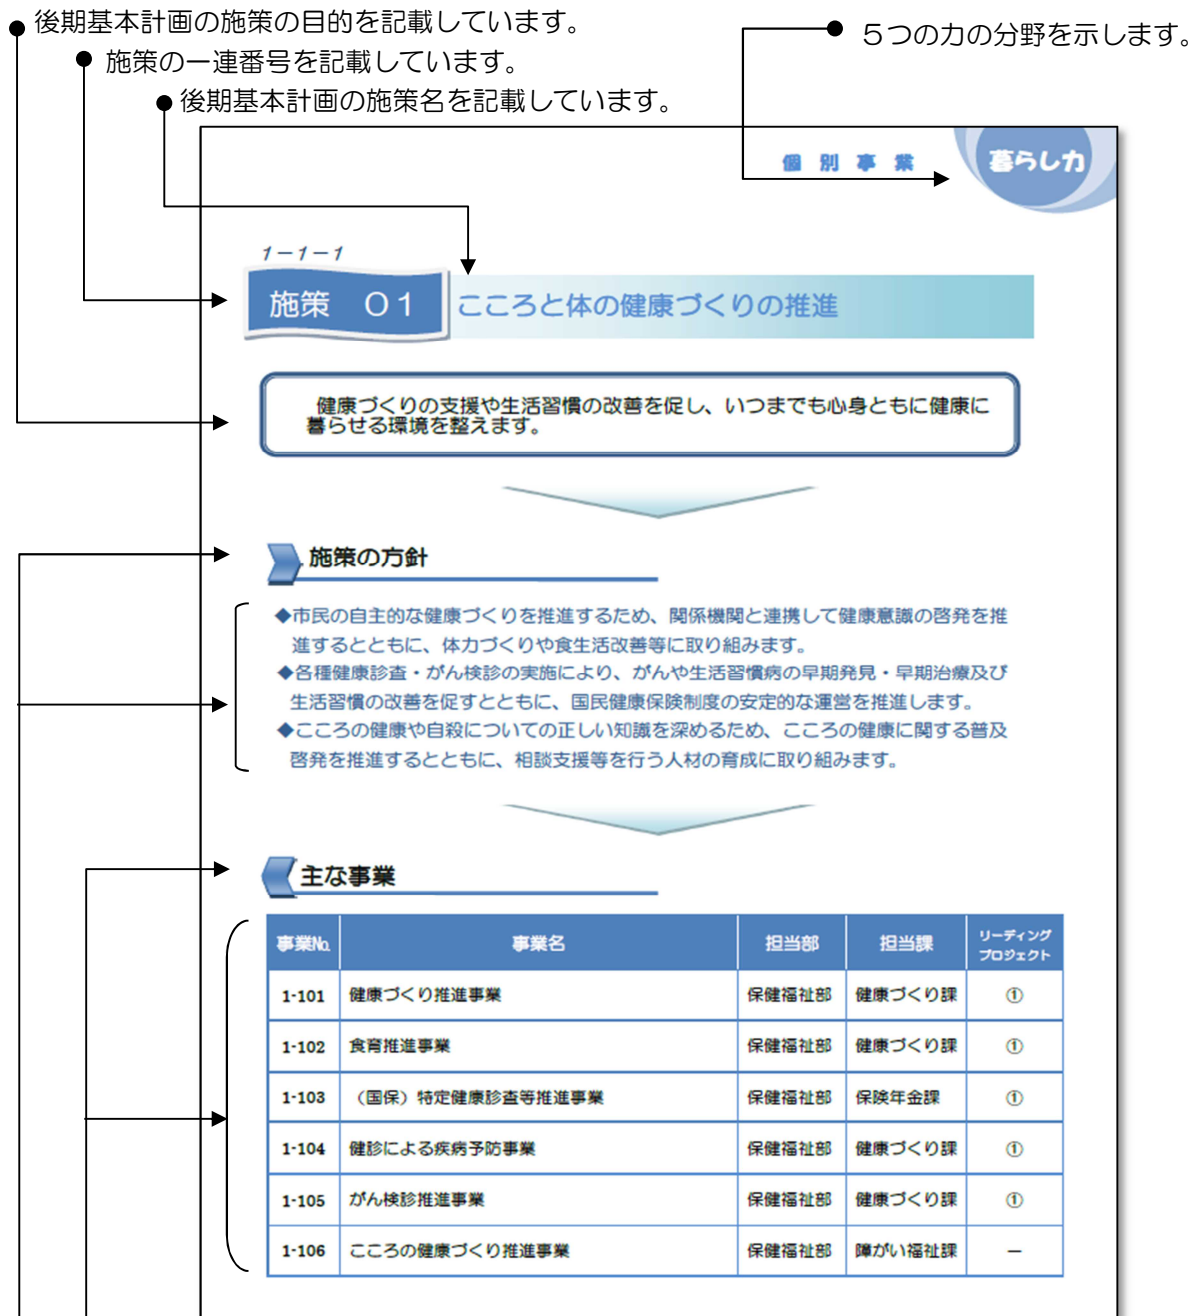 後期基本計画の施策の目的を記載しています。
５つの力の分野を示します。
施策の一連番号を記載しています。
後期基本計画の施策名を記載しています。
個別事業
暮らし力
1－1－1
施策　０１
こころと体の健康づくりの推進
健康づくりの支援や生活習慣の改善を促し、いつまでも心身ともに健康に
暮らせる環境を整えます。
施策の方針
◆市民の自主的な健康づくりを推進するため、関係機関と連携して健康意識の啓発を推
進するとともに、体力づくりや食生活改善等に取り組みます。
◆各種健康診査・がん検診の実施により、がんや生活習慣病の早期発見・早期治療及び
生活習慣の改善を促すとともに、国民健康保険制度の安定的な運営を推進します。
◆こころの健康や自殺についての正しい知識を深めるため、こころの健康に関する普及
啓発を推進するとともに、相談支援等を行う人材の育成に取り組みます。
主な事業
事業No. 事業名 担当部 担当課 リーディング
プロジェクト
1-101 健康づくり推進事業 保健福祉部 健康づくり課 ①
1-102 食育推進事業 保健福祉部 健康づくり課 ①
1-103 （国保）特定健康診査等推進事業 保健福祉部 保険年金課 ①
1-104 健診による疾病予防事業 保健福祉部 健康づくり課 ①
1-105 がん検診推進事業 保健福祉部 健康づくり課 ①
1-106 こころの健康づくり推進事業 保健福祉部 障がい福祉課 －